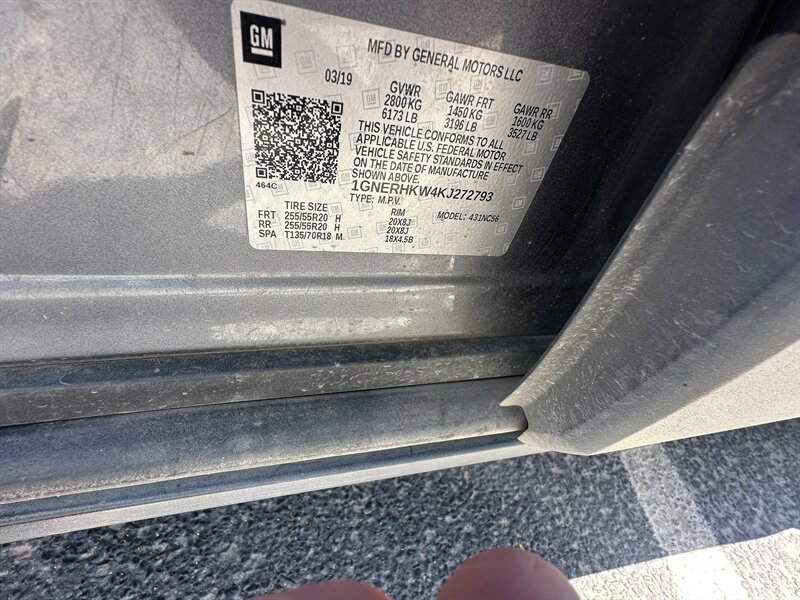 GM
MFD BY GENERAL MOTORS LLC
03/19
GVWR GAWR FRT GAWR RR
2800 KG 1450 KG 1600 KG
6173 LB 3196 LB 3527 LB
THIS VEHICLE CONFORMS TO ALL
APPLICABLE U.S. FEDERAL MOTOR
VEHICLE SAFETY STANDARDS IN EFFECT
ON THE DATE OF MANUFACTURE
SHOWN ABOVE.
464C
1GNERHKW4KJ272793
TYPE: M.P.V. MODEL: 431NC56
TIRE SIZE RIM
FRT 255/55R20 H 20X8J
RR 255/55R20 H 20X8J
SPA T135/70R18 M 18X4.5B